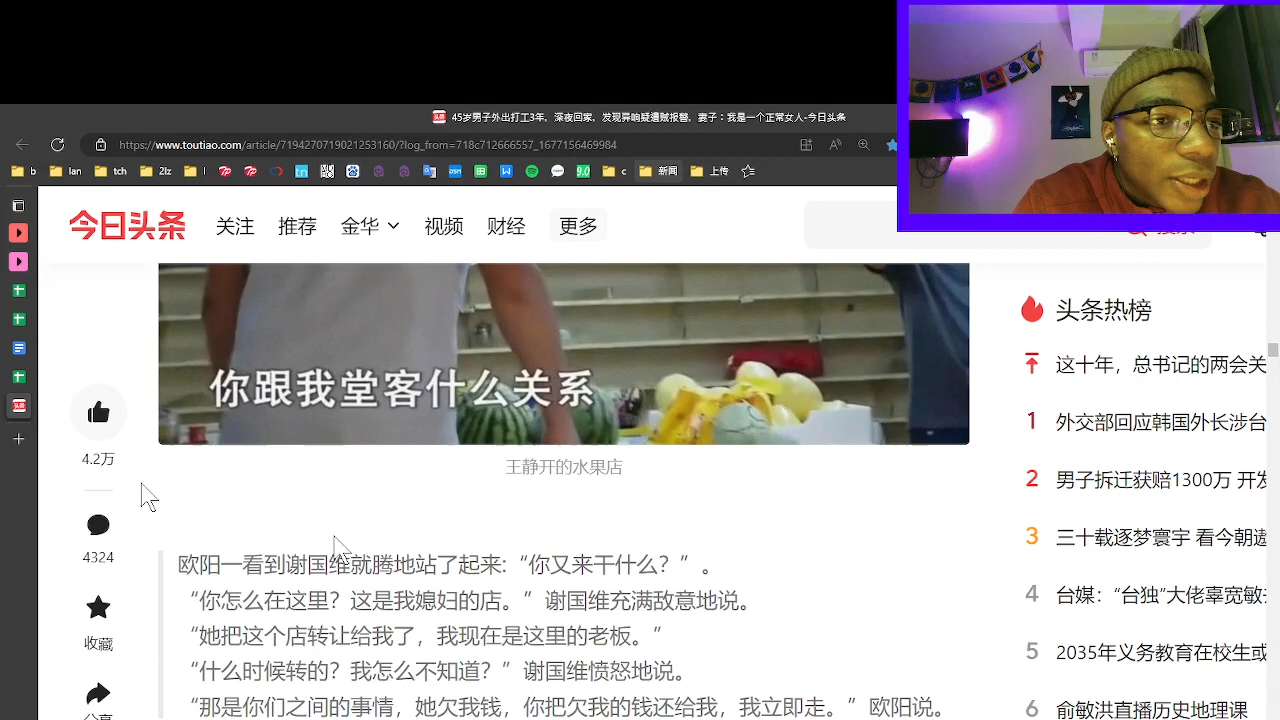 45岁男子外出打工8年，深夜回家，发现异响疑遭贼报警，妻子：我是一个正常女人-今日头条
https://www.toutiao.com/article/7194270719021580180/?log_from=718c712666557_1677156469984
b
lan
tch
2lz
l
c
新闻
上传
今日头条
关注
推荐
金华
视频
财经
更多
你跟我堂客什么关系
王静开的水果店
4.2万
4324
收藏
欧阳一看到谢国维就腾地站了起来：“你又来干什么？”。
“你怎么在这里？这是我媳妇的店。”谢国维充满敌意地说。
“她把这个店转让给我了，我现在是这里的老板。”
“什么时候转的？我怎么不知道？”谢国维愤怒地说。
“那是你们之间的事情，她欠我钱，你把欠我的钱还给我，我立即走。”欧阳说。
头条热榜
这十年，总书记的两会关
1 外交部回应韩国外长涉台
2 男子拆迁获赔1300万 开发
3 三十载逐梦寰宇 看今朝遨
4 台媒：“台独”大佬辜宽敏
5 2035年义务教育在校生或
6 俞敏洪直播历史地理课